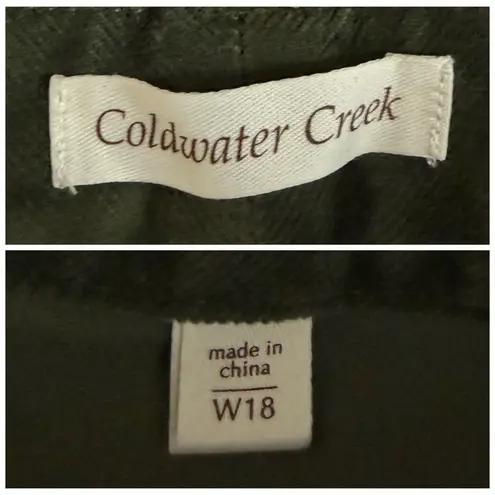 Coldwater Creek
made in
china
W18